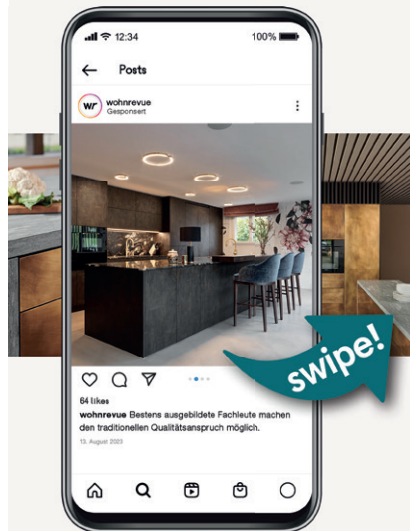 12:34
100%
Posts
wr
wohnrevue
Gesponsert
swipe!
64 likes
wohnrevue Bestens ausgebildete Fachleute machen
den traditionellen Qualitätsanspruch möglich.
13. August 2023